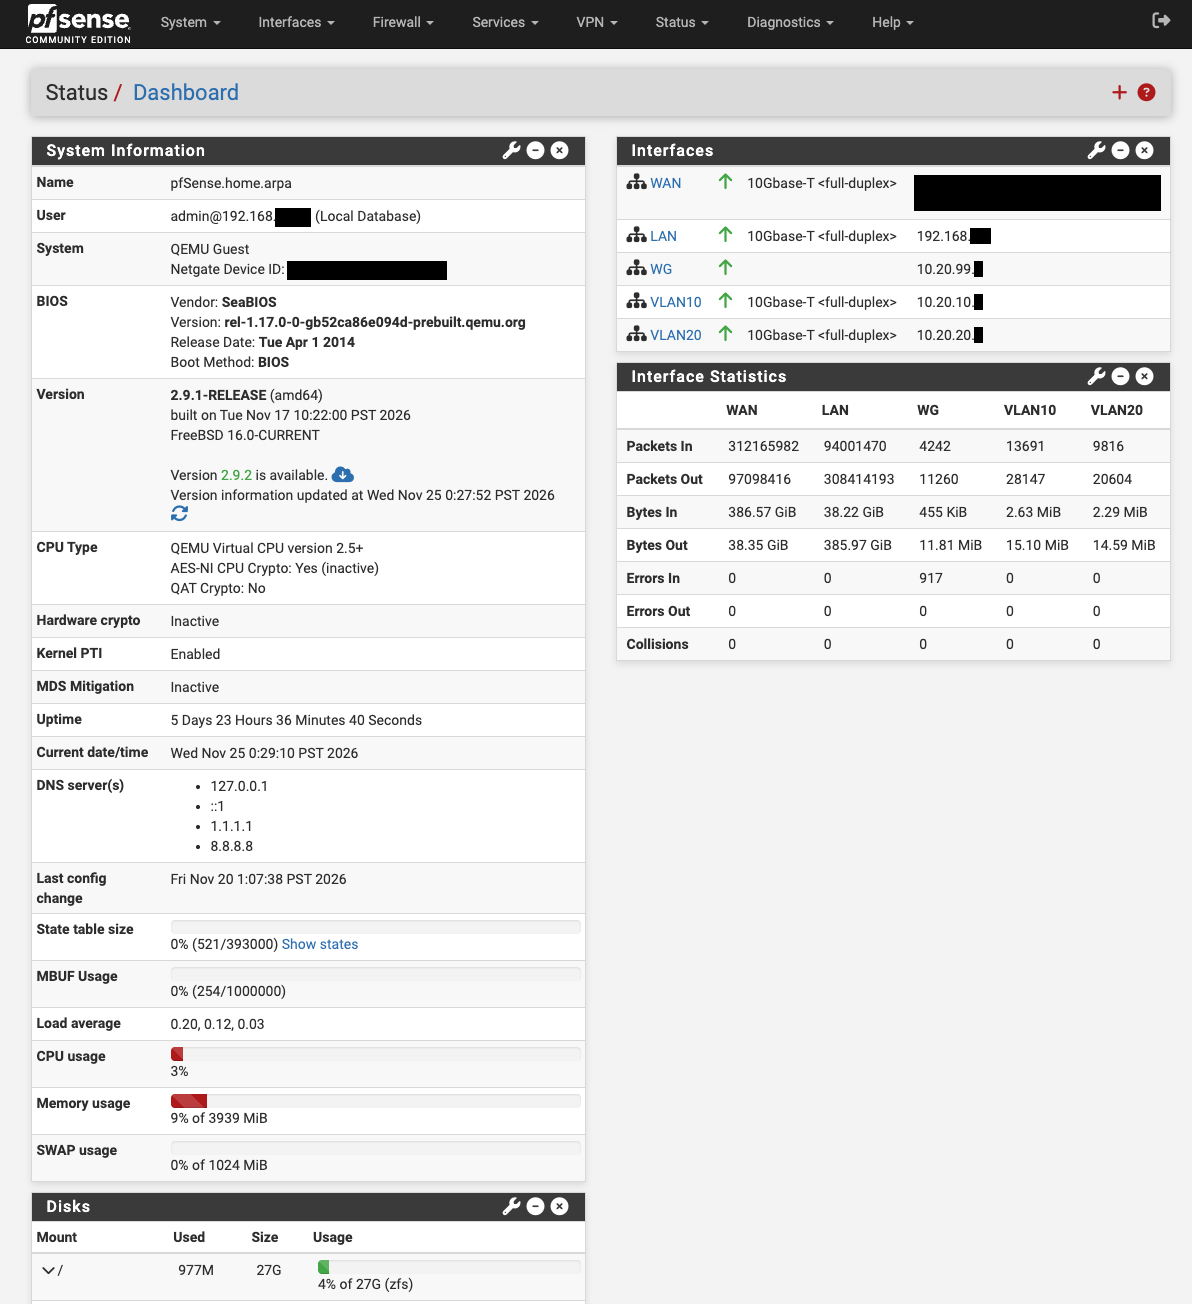 pfsense
COMMUNITY EDITION
System Interfaces Firewall Services VPN Status Diagnostics Help
Status / Dashboard
System Information
Name pfSense.home.arpa
User admin@192.168. (Local Database)
System QEMU Guest
Netgate Device ID:
BIOS Vendor: SeaBIOS
Version: rel-1.17.0-0-gb52ca86e094d-prebuilt.qemu.org
Release Date: Tue Apr 1 2014
Boot Method: BIOS
Version 2.9.1-RELEASE (amd64)
built on Tue Nov 17 10:22:00 PST 2026
FreeBSD 16.0-CURRENT
Version 2.9.2 is available.
Version information updated at Wed Nov 25 0:27:52 PST 2026
CPU Type QEMU Virtual CPU version 2.5+
AES-NI CPU Crypto: Yes (inactive)
QAT Crypto: No
Hardware crypto Inactive
Kernel PTI Enabled
MDS Mitigation Inactive
Uptime 5 Days 23 Hours 36 Minutes 40 Seconds
Current date/time Wed Nov 25 0:29:10 PST 2026
DNS server(s) • 127.0.0.1
• ::1
• 1.1.1.1
• 8.8.8.8
Last config change Fri Nov 20 1:07:38 PST 2026
State table size
0% (521/393000) Show states
MBUF Usage
0% (254/1000000)
Load average 0.20, 0.12, 0.03
CPU usage
3%
Memory usage
9% of 3939 MiB
SWAP usage
0% of 1024 MiB
Disks
Mount Used Size Usage
/ 977M 27G
4% of 27G (zfs)
Interfaces
WAN 10Gbase-T <full-duplex>
LAN 10Gbase-T <full-duplex> 192.168.
WG 10.20.99.
VLAN10 10Gbase-T <full-duplex> 10.20.10.
VLAN20 10Gbase-T <full-duplex> 10.20.20.
Interface Statistics
WAN LAN WG VLAN10 VLAN20
Packets In 312165982 94001470 4242 13691 9816
Packets Out 97098416 308414193 11260 28147 20604
Bytes In 386.57 GiB 38.22 GiB 455 KiB 2.63 MiB 2.29 MiB
Bytes Out 38.35 GiB 385.97 GiB 11.81 MiB 15.10 MiB 14.59 MiB
Errors In 0 0 917 0 0
Errors Out 0 0 0 0 0
Collisions 0 0 0 0 0